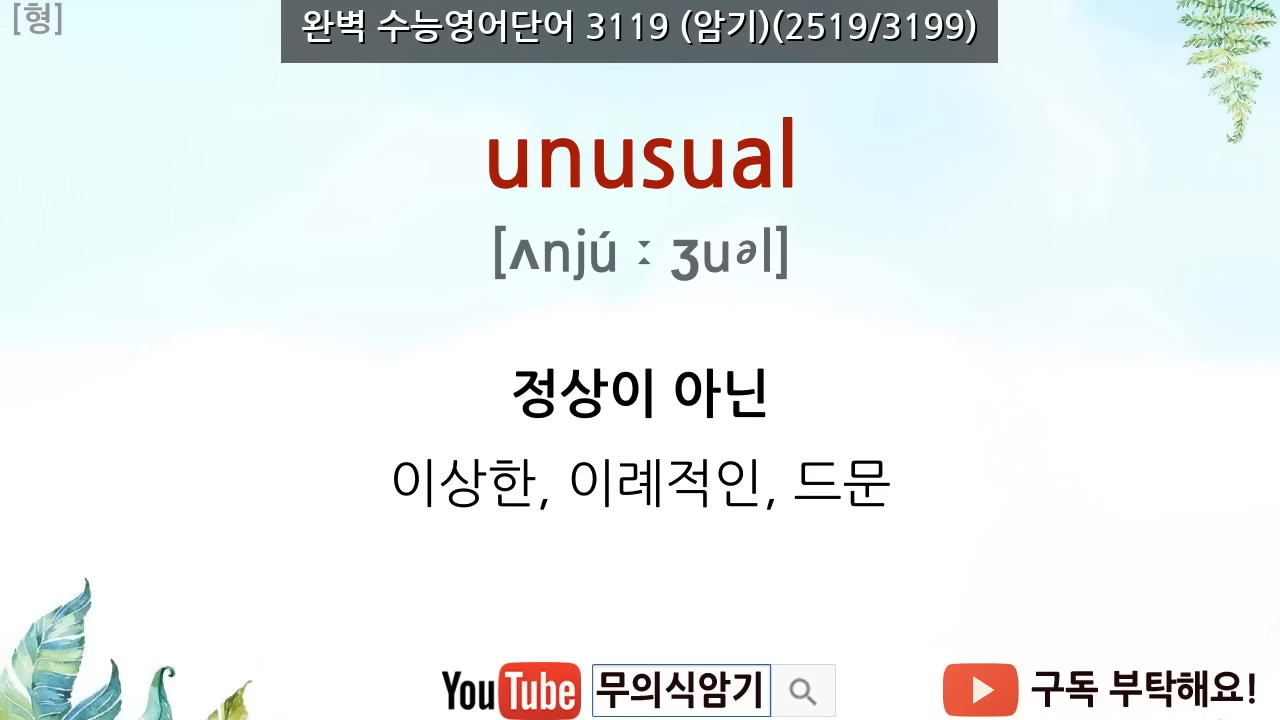 [형]
완벽 수능영어단어 3119 (암기)(2519/3199)
unusual
[ʌnjúːʒuᵊl]
정상이 아닌
이상한, 이례적인, 드문
YouTube 무의식암기
구독 부탁해요!